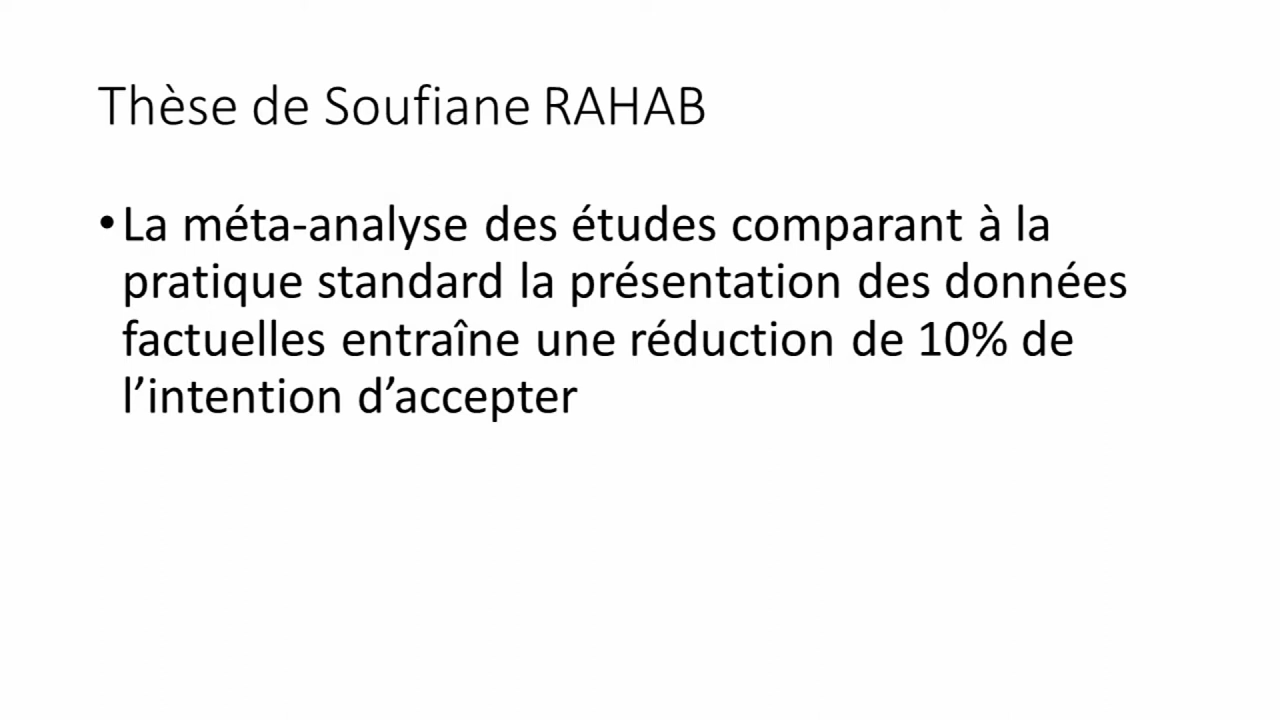 Thèse de Soufiane RAHAB
•La méta-analyse des études comparant à la
pratique standard la présentation des données
factuelles entraîne une réduction de 10% de
l’intention d’accepter